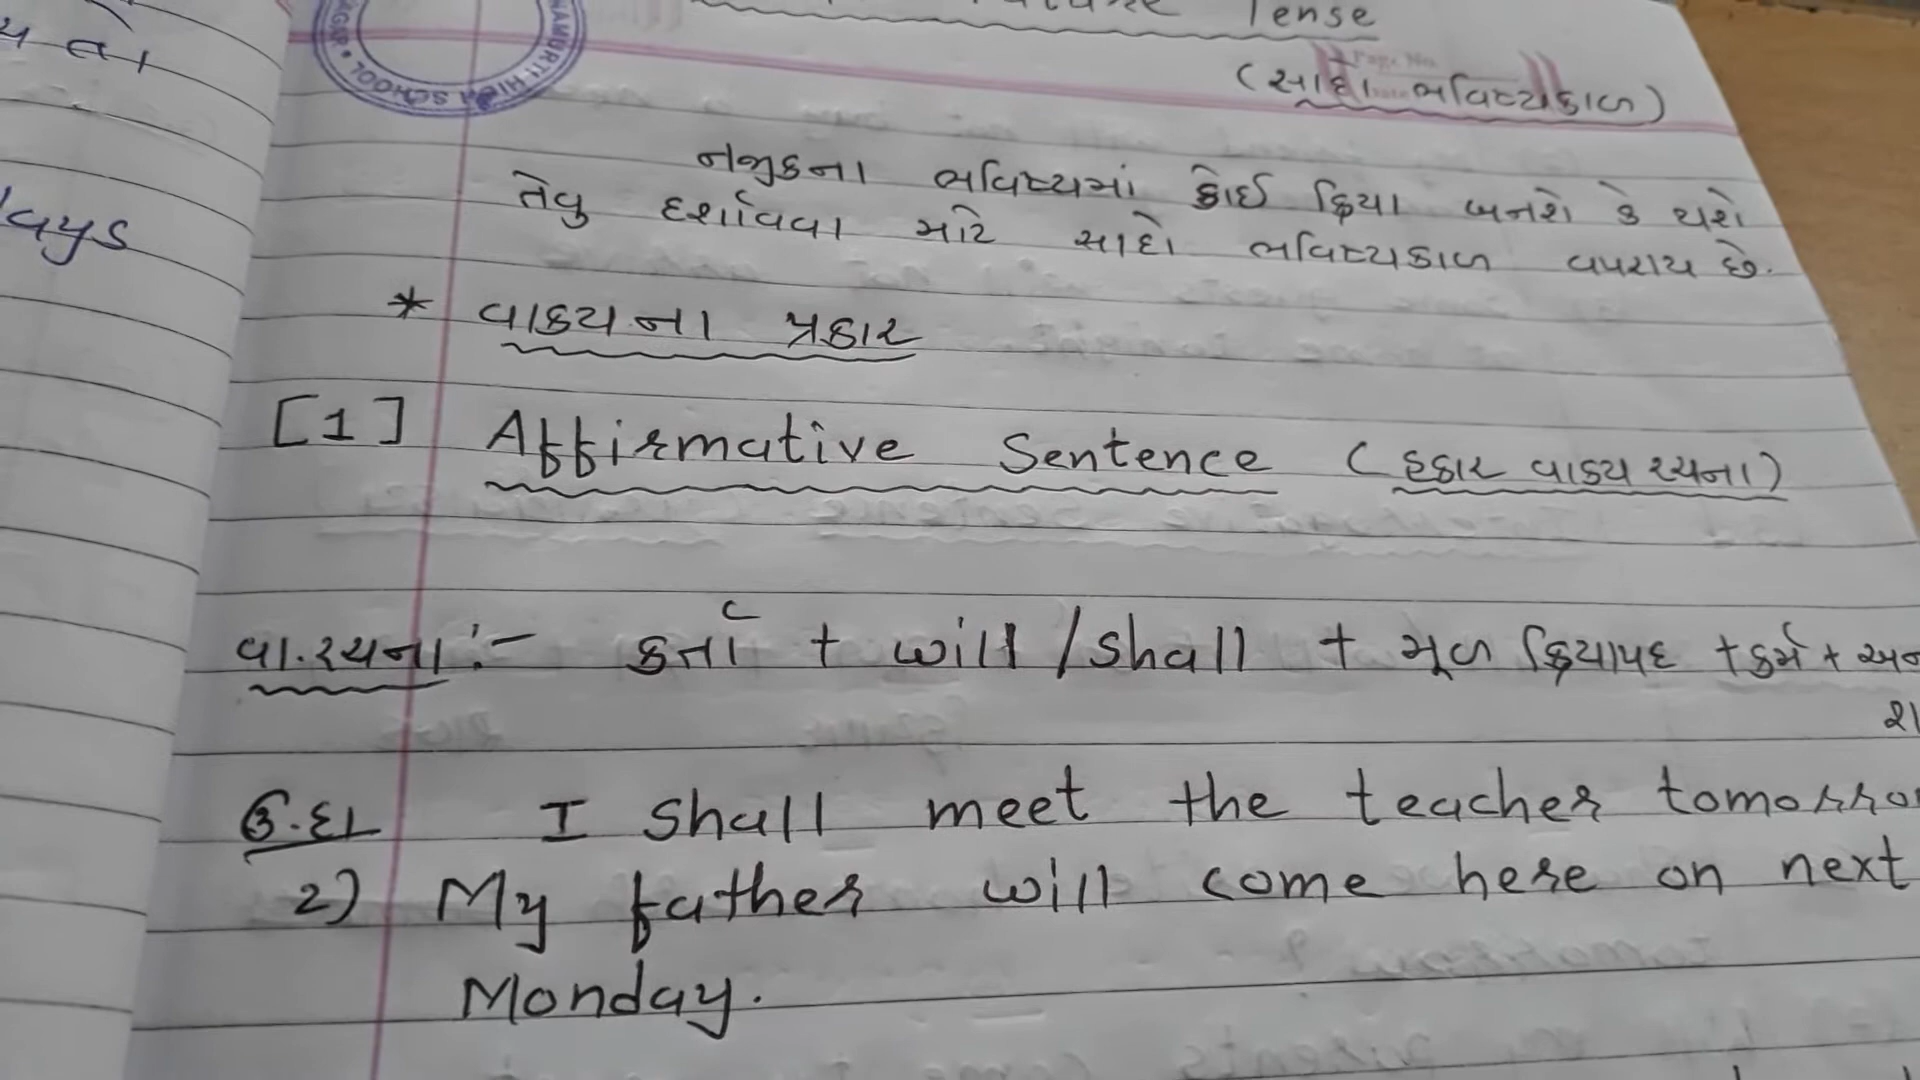 Tense
(સાદો ભવિષ્યકાળ)
નજીકના ભવિષ્યમાં કોઈ ક્રિયા બનશે કે થશે
તેવુ દર્શાવવા માટે સાદો ભવિષ્યકાળ વપરાય છે.
* વાક્યના પ્રકાર
[1] Affirmative Sentence (હકાર વાક્ય રચના)
વા.રચના :- કર્તા + will / shall + મૂળ ક્રિયાપદ + કર્મ + અન
ઉ.દા I shall meet the teacher tomorro
2) My father will come here on next
Monday.